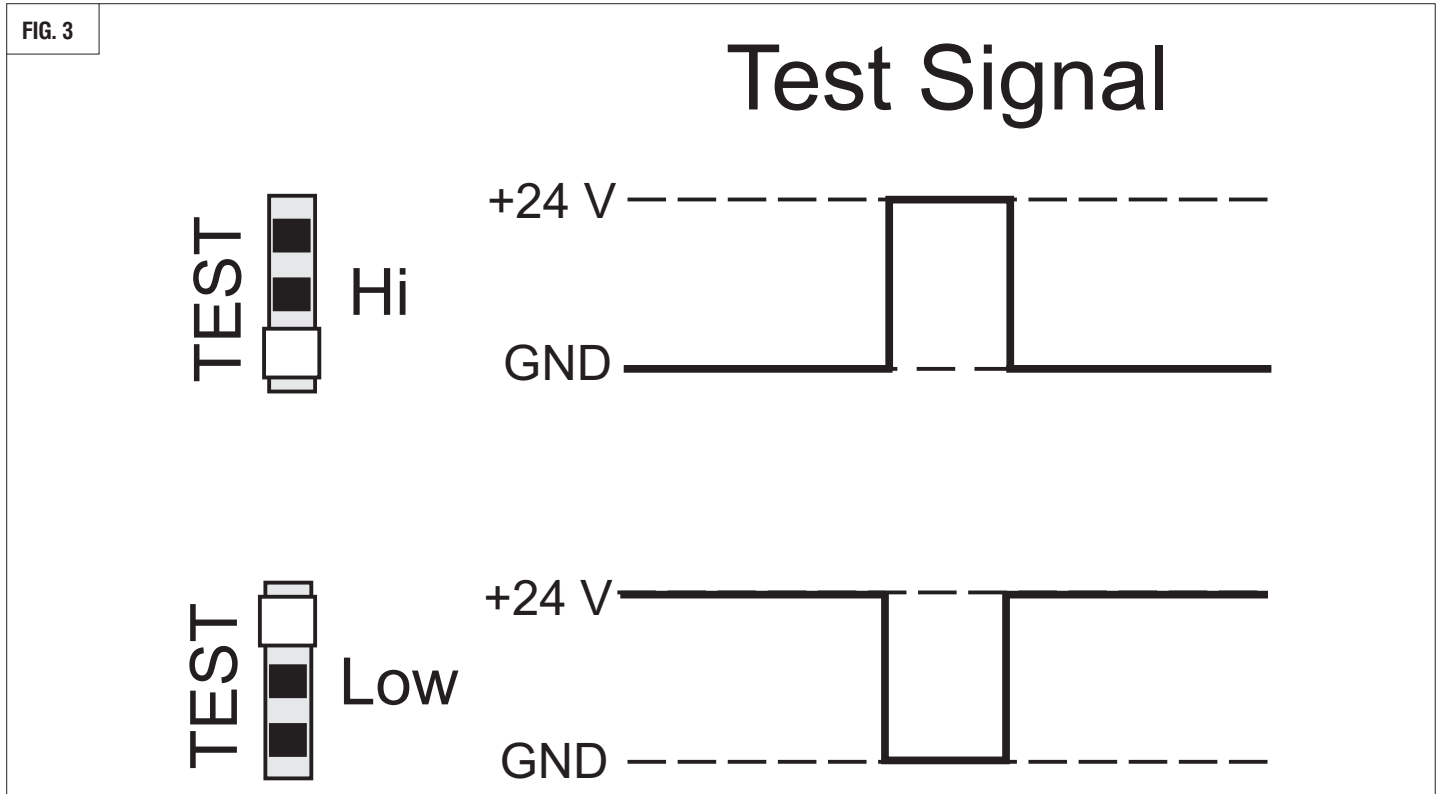 FIG. 3
Test Signal
TEST
Hi
+24 V
GND
TEST
Low
+24 V
GND